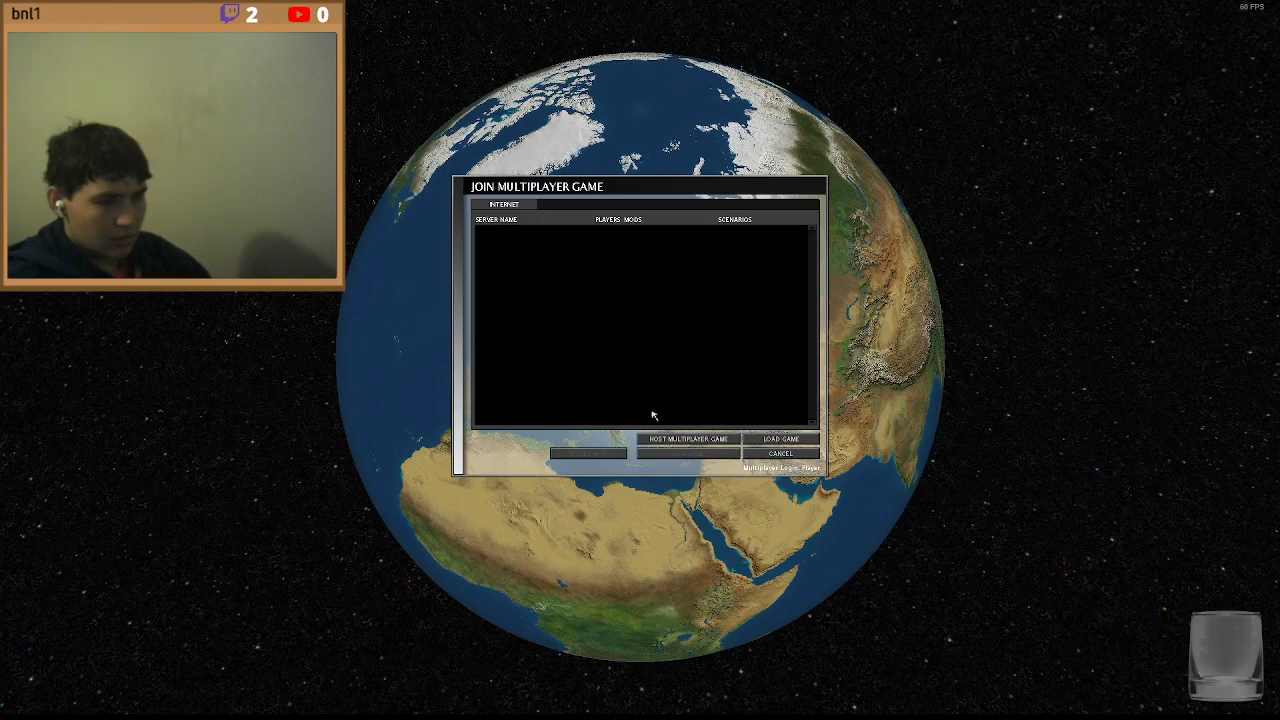 bnl1 2 0
60 FPS
JOIN MULTIPLAYER GAME
INTERNET
SERVER NAME PLAYERS MODS SCENARIOS
HOST MULTIPLAYER GAME LOAD GAME
CANCEL
Multiplayer Login: Player